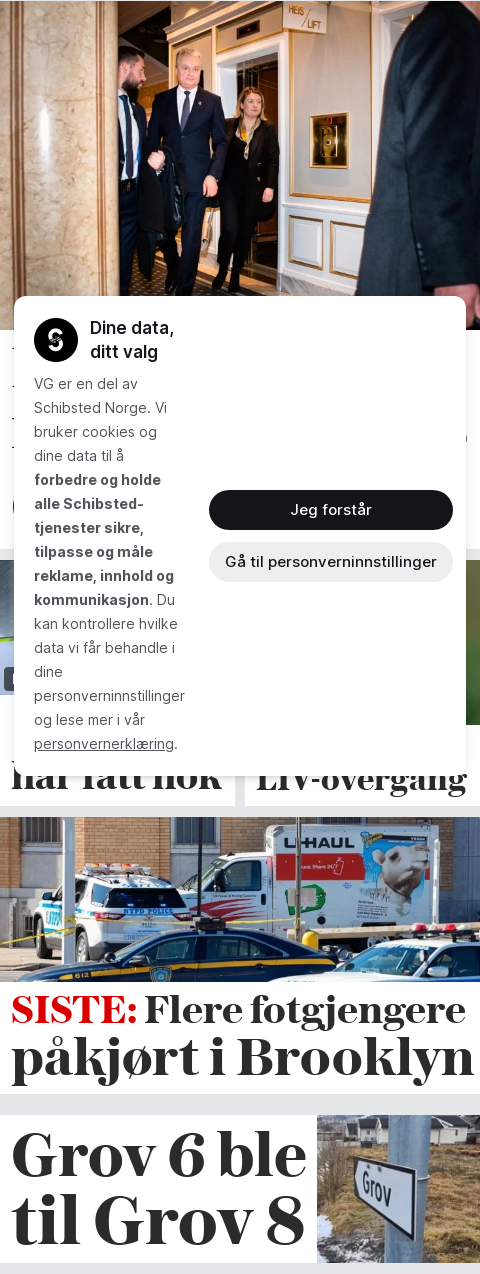 HEIS/
/LIFT
Dine data,
ditt valg
VG er en del av
Schibsted Norge. Vi
bruker cookies og
dine data til å
forbedre og holde
alle Schibsted-
tjenester sikre,
tilpasse og måle
reklame, innhold og
kommunikasjon. Du
kan kontrollere hvilke
data vi får behandle i
dine
personverninnstillinger
og lese mer i vår
personvernerklæring.
Jeg forstår
Gå til personverninnstillinger
har fått nok
LIV-overgang
U-HAUL
NYPD POLICE
612
SISTE: Flere fotgjengere
påkjørt i Brooklyn
Grov 6 ble
til Grov 8
Grov